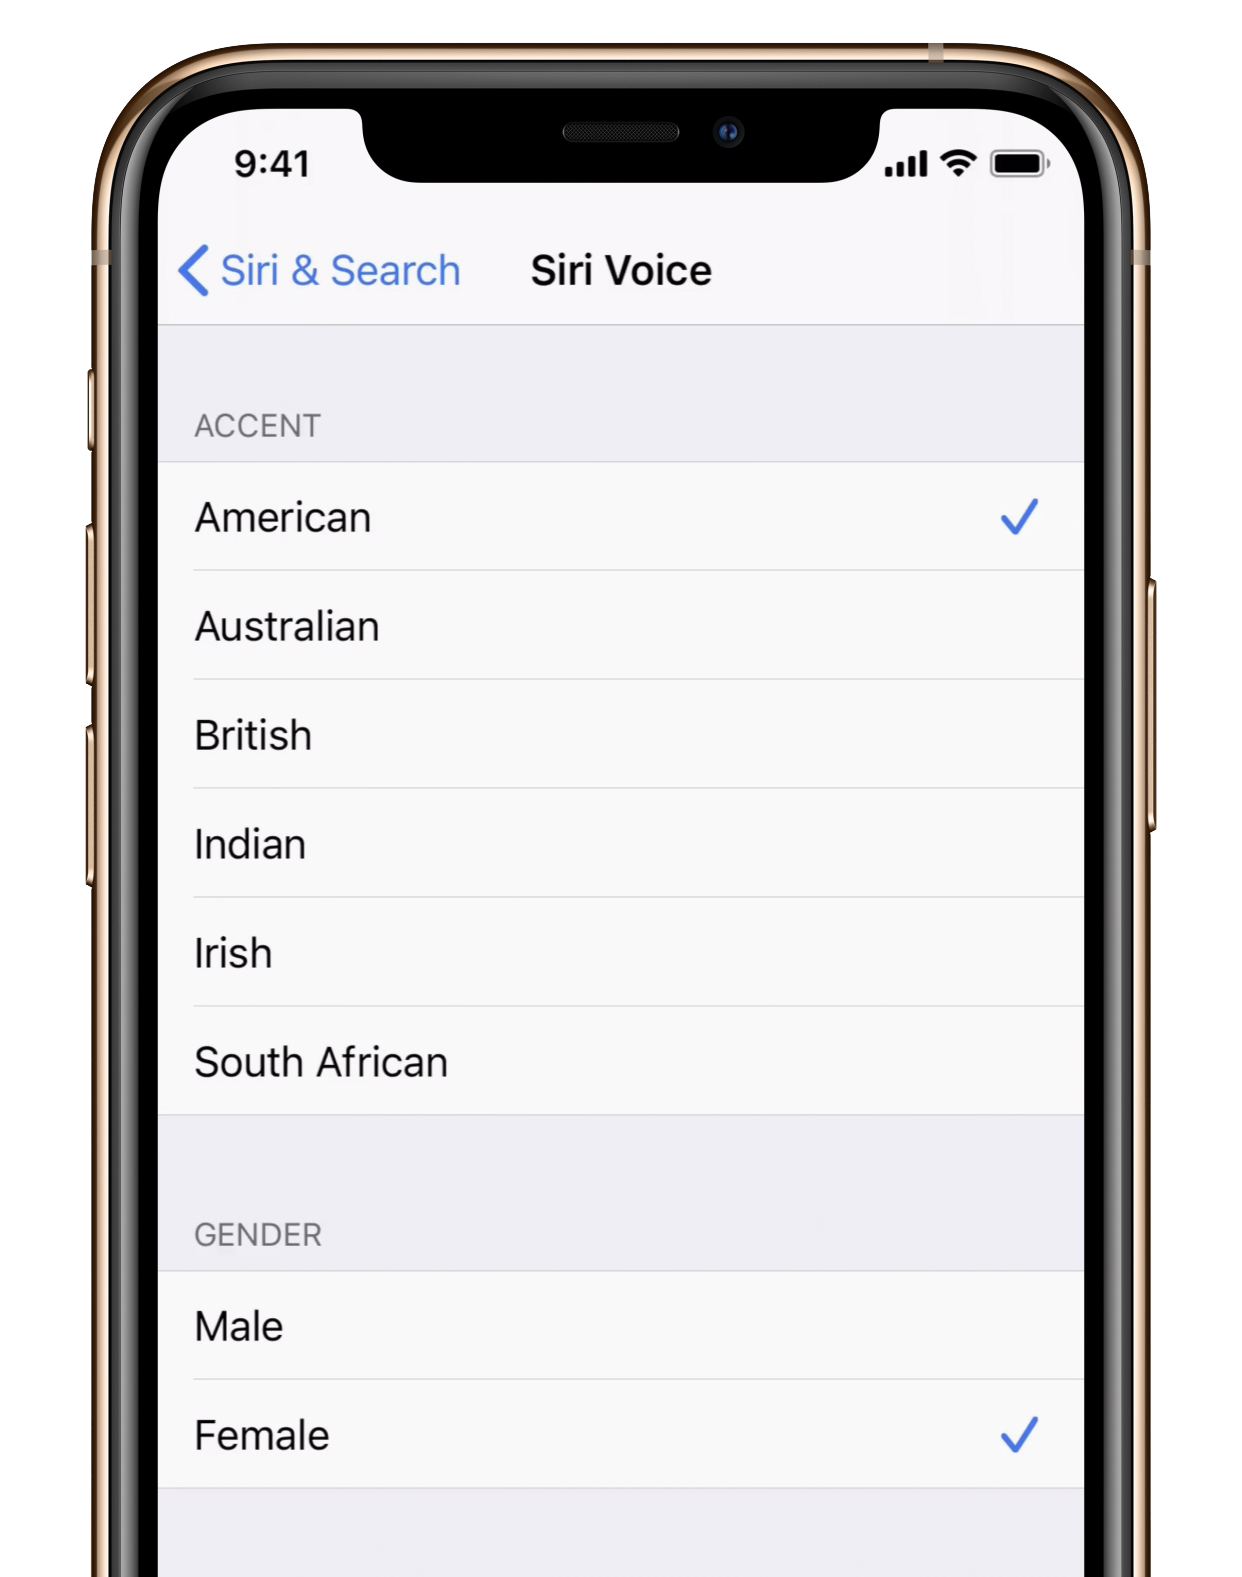 9:41
Siri & Search Siri Voice
ACCENT
American
Australian
British
Indian
Irish
South African
GENDER
Male
Female